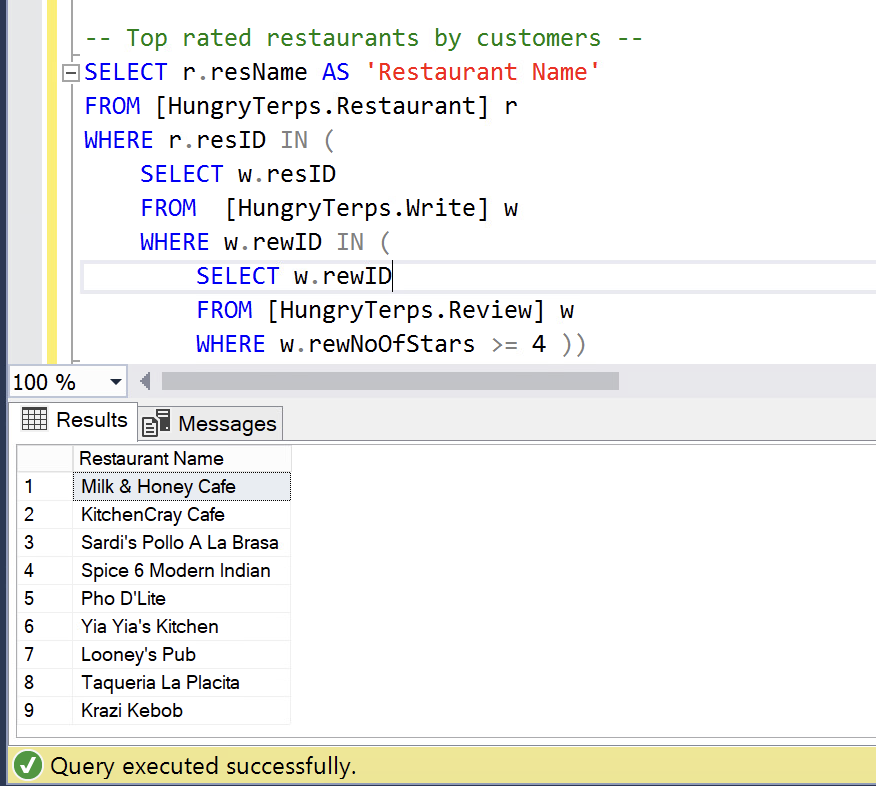 -- Top rated restaurants by customers --
SELECT r.resName AS 'Restaurant Name'
FROM [HungryTerps.Restaurant] r
WHERE r.resID IN (
SELECT w.resID
FROM  [HungryTerps.Write] w
WHERE w.rewID IN (
SELECT w.rewID
FROM [HungryTerps.Review] w
WHERE w.rewNoOfStars >= 4 ))
100 %
Results Messages
Restaurant Name
1 Milk & Honey Cafe
2 KitchenCray Cafe
3 Sardi's Pollo A La Brasa
4 Spice 6 Modern Indian
5 Pho D'Lite
6 Yia Yia's Kitchen
7 Looney's Pub
8 Taqueria La Placita
9 Krazi Kebob
Query executed successfully.